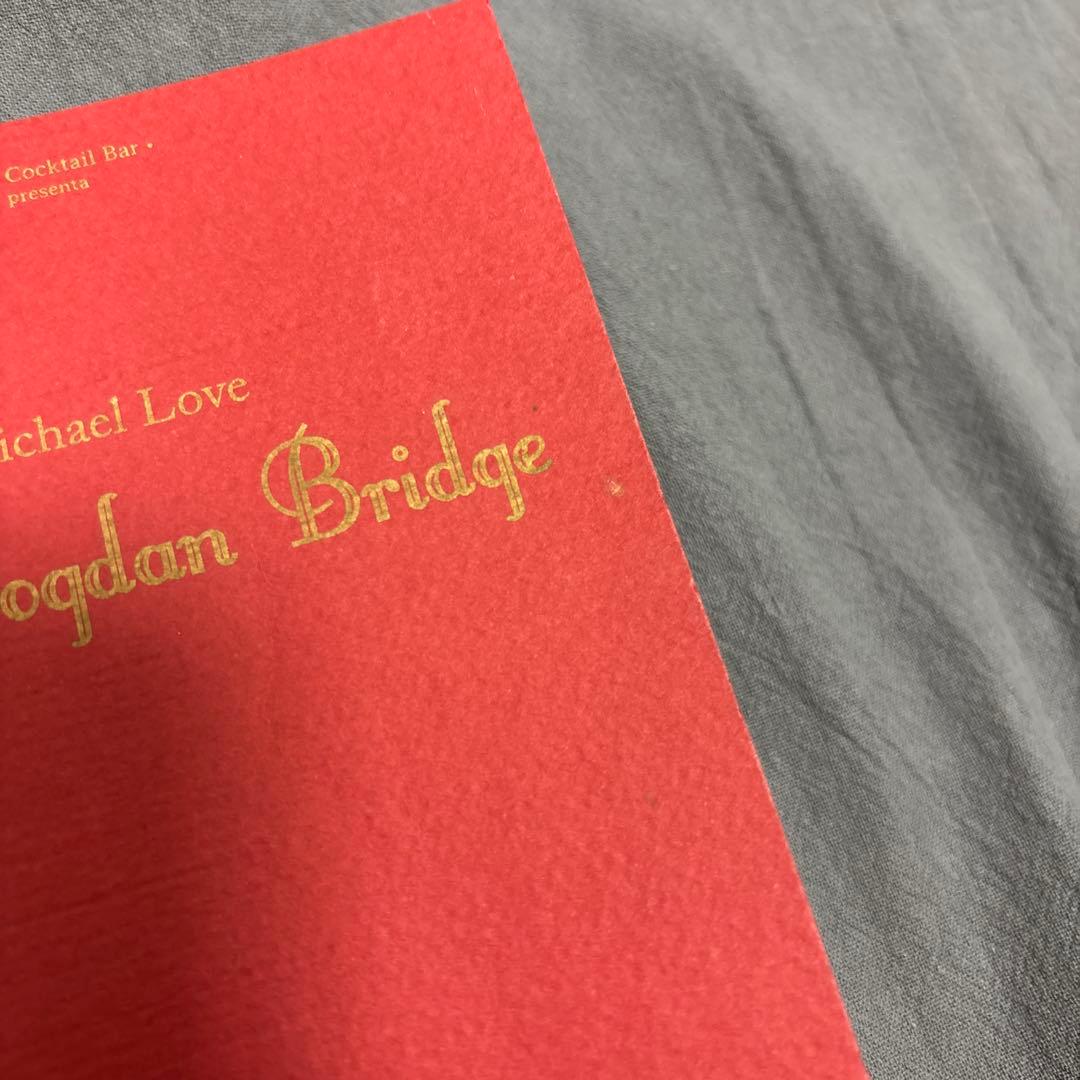 Cocktail Bar •
presenta
ichael Love
ogdan Bridge